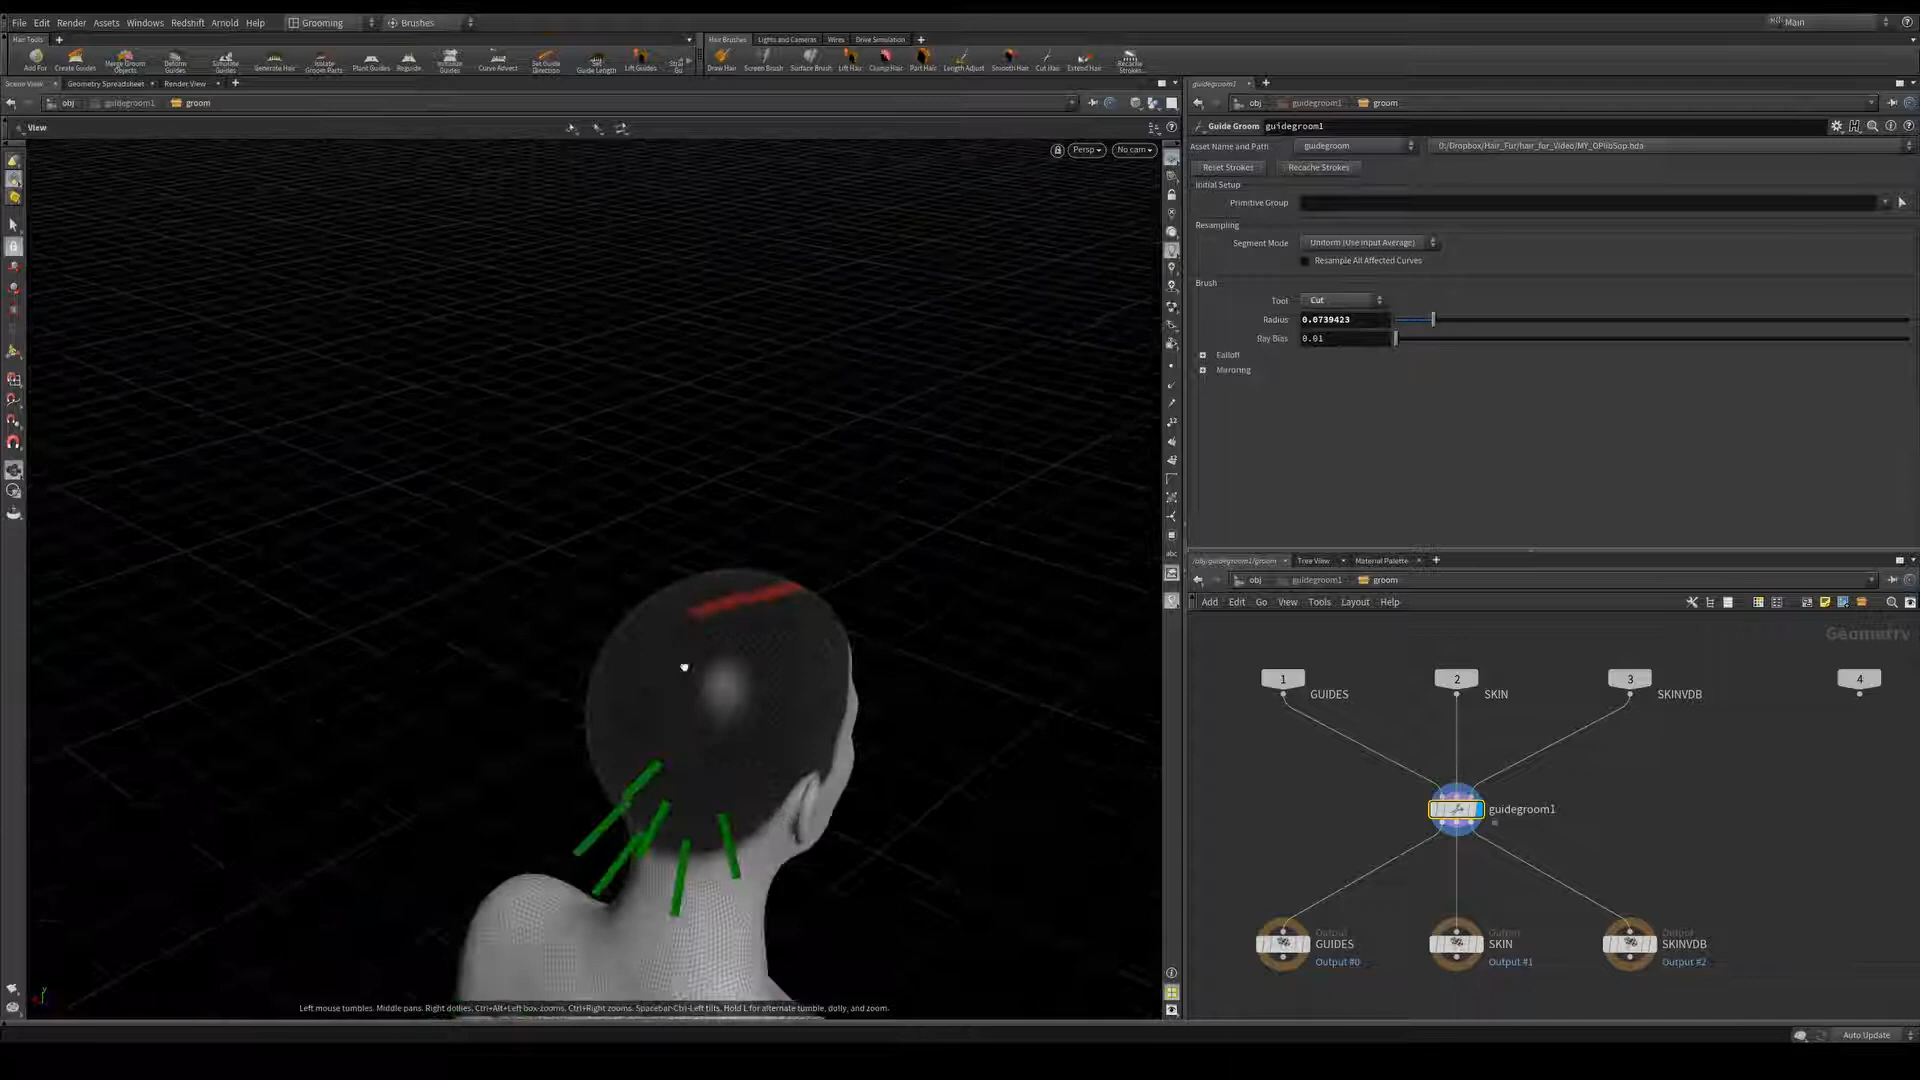 File Edit Render Assets Windows Redshift Arnold Help Grooming Brushes Main
Hair Tools
Hair Brushes Lights and Cameras Wires Drive Simulation
Add Fur Create Guides Merge Groom Objects Deform Guides Simulate Guides Generate Hair Isolate Groom Parts Plant Guides Reguide Initialize Guides Curve Advect Set Guide Direction Set Guide Length Lift Guides
Draw Hair Screen Brush Surface Brush Lift Hair Clump Hair Part Hair Length Adjust Smooth Hair Cut Hair Extend Hair Recache Strokes
Scene View Geometry Spreadsheet Render View
guidegroom1
obj guidegroom1 groom
obj guidegroom1 groom
View
Persp No cam
Guide Groom guidegroom1
Asset Name and Path guidegroom D:/Dropbox/Hair_Fur/hair_for_Video/MY_OPlibSop.hda
Reset Strokes Recache Strokes
Initial Setup
Primitive Group
Resampling
Segment Mode Uniform (Use Input Average)
Resample All Affected Curves
Brush
Tool Cut
Radius 0.0739423
Ray Bias 0.01
Falloff
Mirroring
/obj/guidegroom1/groom Tree View Material Palette
obj guidegroom1 groom
Add Edit Go View Tools Layout Help
Geometry
1 GUIDES
2 SKIN
3 SKINVDB
4
guidegroom1
Output
GUIDES
Output #0
Output
SKIN
Output #1
Output
SKINVDB
Output #2
abc
12
Left mouse tumbles. Middle pans. Right dollies. Ctrl+Alt+Left box-zooms. Ctrl+Right zooms. Spacebar-Ctrl-Left tilts. Hold L for alternate tumble, dolly, and zoom.
Auto Update